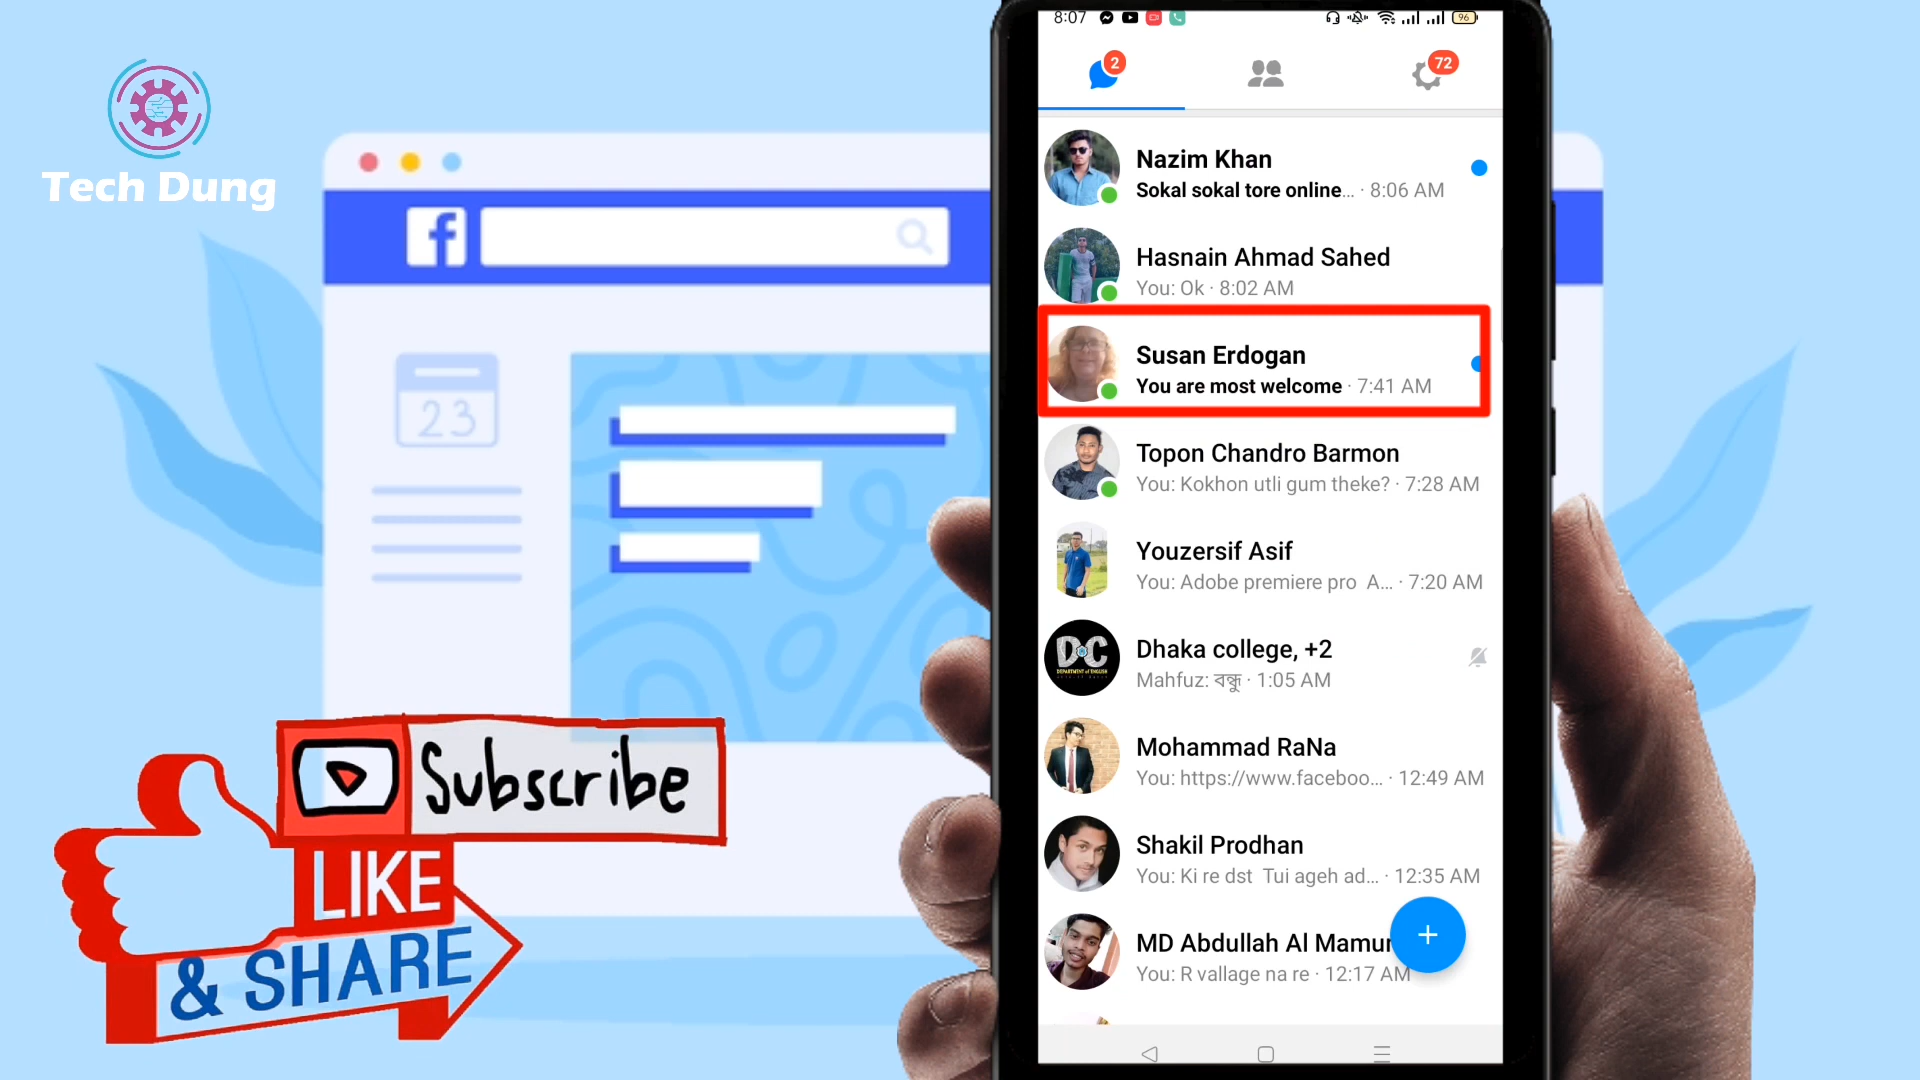 Tech Dung
23
Subscribe
LIKE
& SHARE
8:07
96
2
72
Nazim Khan
Sokal sokal tore online... · 8:06 AM
Hasnain Ahmad Sahed
You: Ok · 8:02 AM
Susan Erdogan
You are most welcome · 7:41 AM
Topon Chandro Barmon
You: Kokhon utli gum theke? · 7:28 AM
Youzersif Asif
You: Adobe premiere pro A... · 7:20 AM
DC
DEPARTMENT of ENGLISH
Dhaka college, +2
Mahfuz: বন্ধু · 1:05 AM
Mohammad RaNa
You: https://www.faceboo... · 12:49 AM
Shakil Prodhan
You: Ki re dst Tui ageh ad... · 12:35 AM
MD Abdullah Al Mamun
You: R vallage na re · 12:17 AM